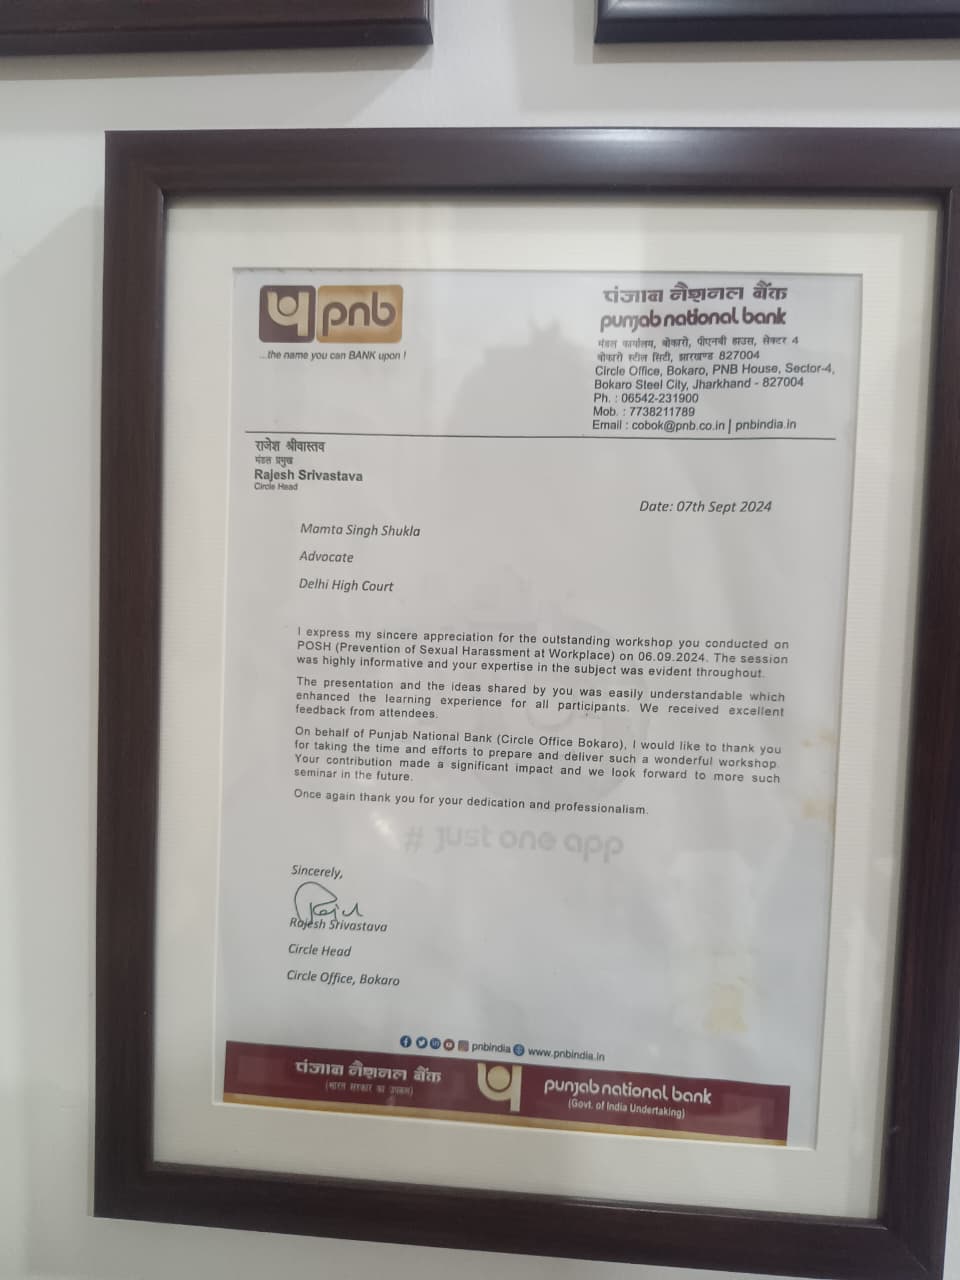 प pnb
...the name you can BANK upon !
पंजाब नैशनल बैंक
punjab national bank
मंडल कार्यालय, बोकारो, पीएनबी हाउस, सेक्टर 4
बोकारो स्टील सिटी, झारखण्ड 827004
Circle Office, Bokaro, PNB House, Sector-4,
Bokaro Steel City, Jharkhand - 827004
Ph. : 06542-231900
Mob. : 7738211789
Email : cobok@pnb.co.in | pnbindia.in
राजेश श्रीवास्तव
मंडल प्रमुख
Rajesh Srivastava
Circle Head
Date: 07th Sept 2024
Mamta Singh Shukla
Advocate
Delhi High Court
I express my sincere appreciation for the outstanding workshop you conducted on
POSH (Prevention of Sexual Harassment at Workplace) on 06.09.2024. The session
was highly informative and your expertise in the subject was evident throughout.
The presentation and the ideas shared by you was easily understandable which
enhanced the learning experience for all participants. We received excellent
feedback from attendees.
On behalf of Punjab National Bank (Circle Office Bokaro), I would like to thank you
for taking the time and efforts to prepare and deliver such a wonderful workshop.
Your contribution made a significant impact and we look forward to more such
seminar in the future.
Once again thank you for your dedication and professionalism.
# just one app
Sincerely,
Rajesh Srivastava
Circle Head
Circle Office, Bokaro
pnbindia www.pnbindia.in
पंजाब नैशनल बैंक
(भारत सरकार का उपक्रम)
punjab national bank
(Govt. of India Undertaking)